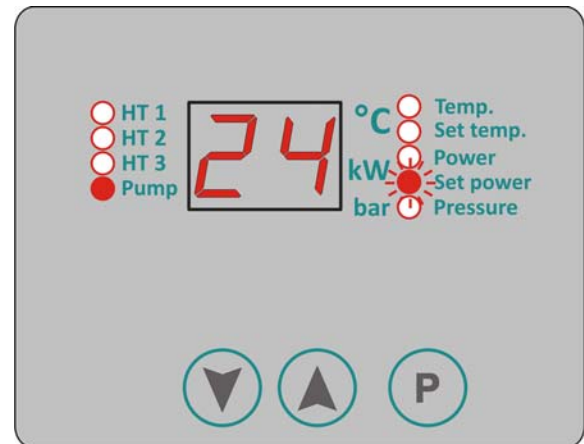 HT 1
HT 2
HT 3
Pump
24
°C
kW
bar
Temp.
Set temp.
Power
Set power
Pressure
P